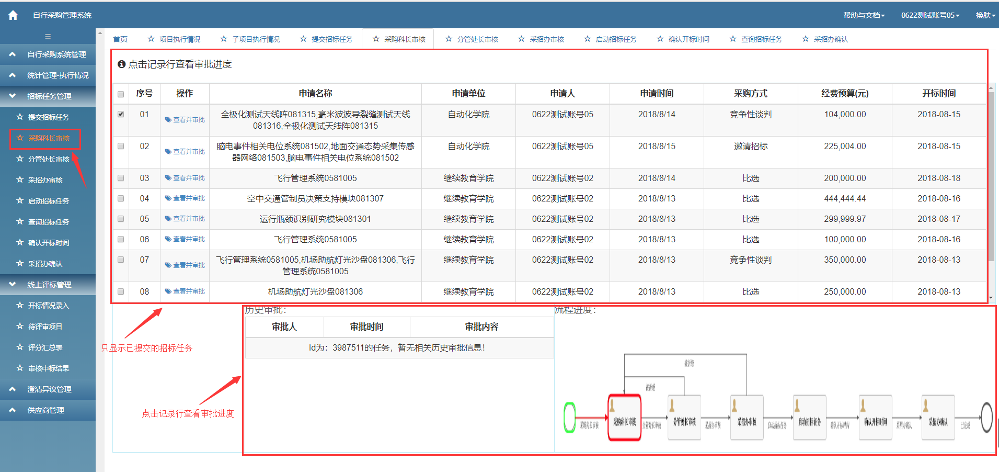 自行采购管理系统
帮助与文档
0622测试账号05
换肤
首页
项目执行情况
子项目执行情况
提交招标任务
采购科长审核
分管处长审核
采招办审核
启动招标任务
确认开标时间
查询招标任务
采招办确认
自行采购系统管理
统计管理-执行情况
招标任务管理
提交招标任务
采购科长审核
分管处长审核
采招办审核
启动招标任务
查询招标任务
确认开标时间
采招办确认
线上评标管理
开标情况录入
待评审项目
评分汇总表
审核中标结果
澄清异议管理
供应商管理
点击记录行查看审批进度
序号 操作 申请名称 申请单位 申请人 申请时间 采购方式 经费预算(元) 开标时间
01 查看并审批 全极化测试天线阵081315,毫米波波导裂缝测试天线 自动化学院 0622测试账号05 2018/8/14 竞争性谈判 104,000.00 2018-08-15
081316,全极化测试天线阵081315
02 查看并审批 脑电事件相关电位系统081502,地面交通态势采集传感 自动化学院 0622测试账号05 2018/8/15 邀请招标 225,004.00 2018-08-15
器网络081503,脑电事件相关电位系统081502
03 查看并审批 飞行管理系统0581005 继续教育学院 0622测试账号02 2018/8/14 比选 200,000.00 2018-08-18
04 查看并审批 空中交通管制员决策支持模块081307 继续教育学院 0622测试账号02 2018/8/13 比选 444,444.44 2018-08-16
05 查看并审批 运行瓶颈识别研究模块081301 继续教育学院 0622测试账号02 2018/8/13 比选 299,999.97 2018-08-17
06 查看并审批 飞行管理系统0581005 继续教育学院 0622测试账号02 2018/8/13 比选 100,000.00 2018-08-16
07 查看并审批 飞行管理系统0581005,机场助航灯光沙盘081306,飞行 继续教育学院 0622测试账号02 2018/8/13 竞争性谈判 350,000.00 2018-08-13
管理系统0581005
08 查看并审批 机场助航灯光沙盘081306 继续教育学院 0622测试账号02 2018/8/13 比选 250,000.00 2018-08-13
只显示已提交的招标任务
点击记录行查看审批进度
历史审批：
审批人 审批时间 审批内容
Id为：3987511的任务，暂无相关历史审批信息！
流程进度：
采购科长审核
采购科长审核
分管处长审核
分管处长审核
采招办审核
采招办审核
启动招标任务
启动招标任务
确认开标时间
确认开标时间
采招办确认
采招办确认
已完成